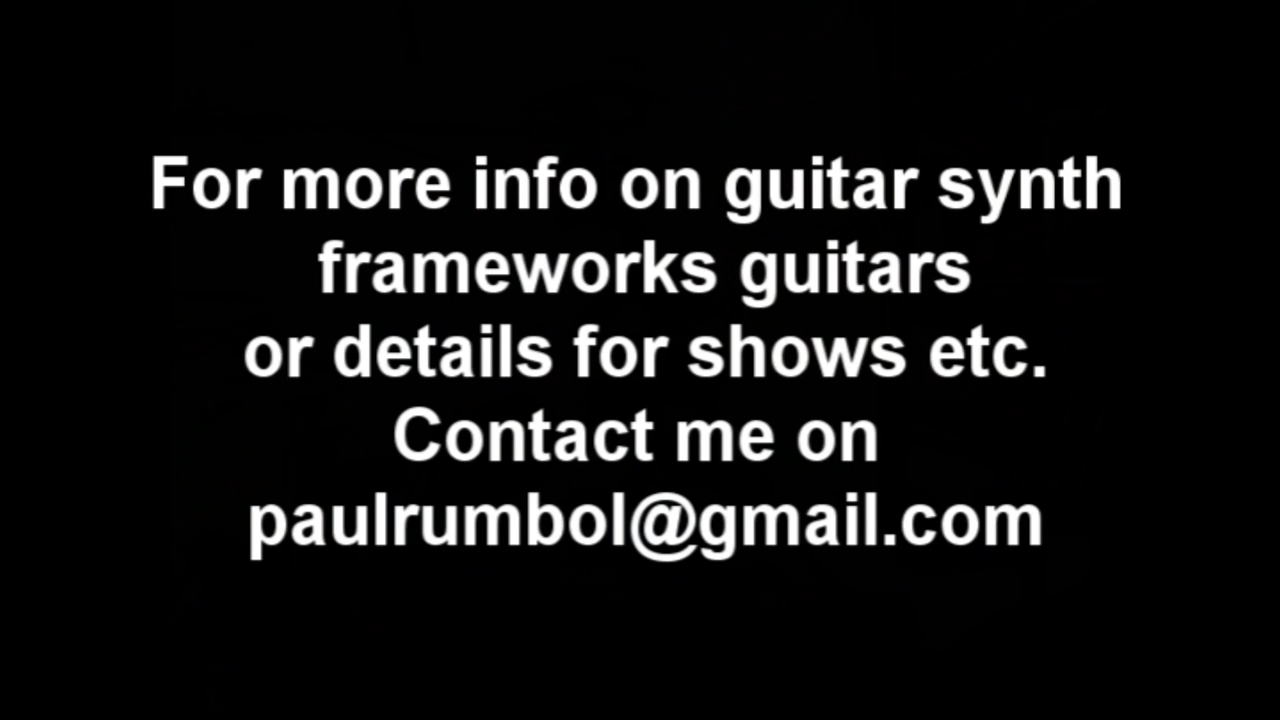 For more info on guitar synth
frameworks guitars
or details for shows etc.
Contact me on
paulrumbol@gmail.com